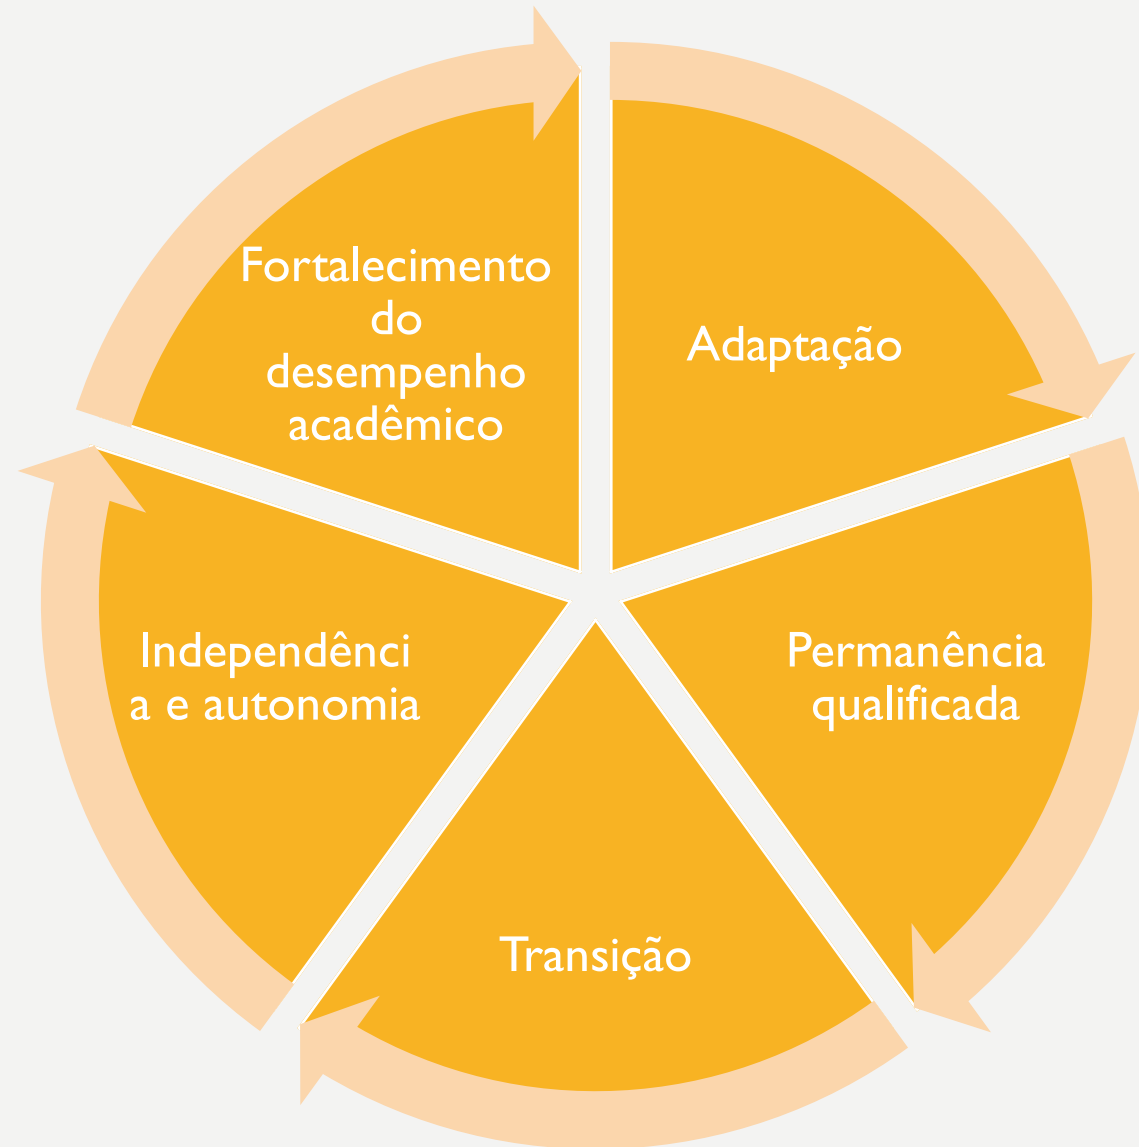 Fortalecimento
do
desempenho
acadêmico
Adaptação
Independênci
a e autonomia
Permanência
qualificada
Transição